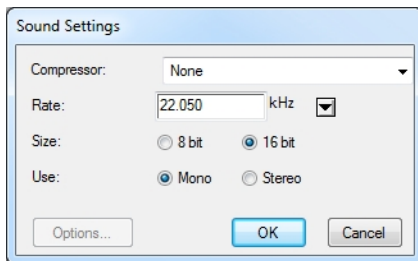 Sound Settings
Compressor: None
Rate: 22.050 kHz
Size: 8 bit 16 bit
Use: Mono Stereo
Options... OK Cancel